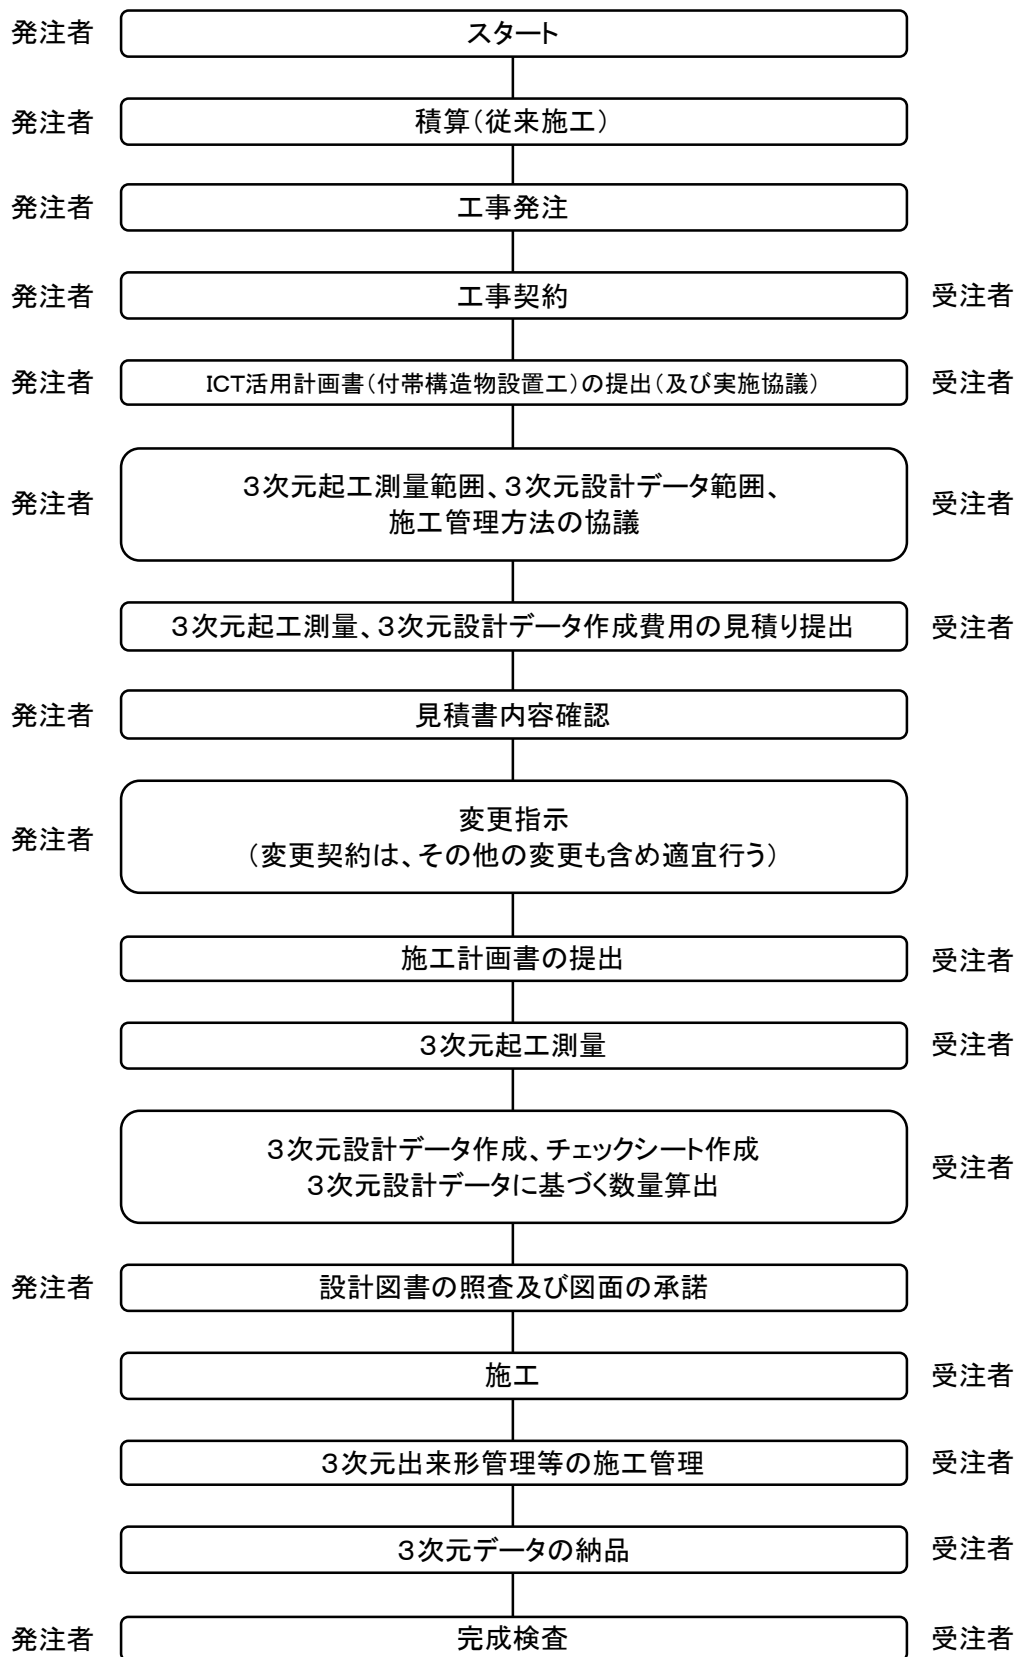 発注者 スタート
発注者 積算（従来施工）
発注者 工事発注
発注者 工事契約 受注者
発注者 ICT活用計画書（付帯構造物設置工）の提出（及び実施協議） 受注者
発注者 ３次元起工測量範囲、３次元設計データ範囲、 受注者
施工管理方法の協議
３次元起工測量、３次元設計データ作成費用の見積り提出 受注者
発注者 見積書内容確認
発注者 変更指示
（変更契約は、その他の変更も含め適宜行う）
施工計画書の提出 受注者
３次元起工測量 受注者
３次元設計データ作成、チェックシート作成 受注者
３次元設計データに基づく数量算出
発注者 設計図書の照査及び図面の承諾
施工 受注者
３次元出来形管理等の施工管理 受注者
３次元データの納品 受注者
発注者 完成検査 受注者